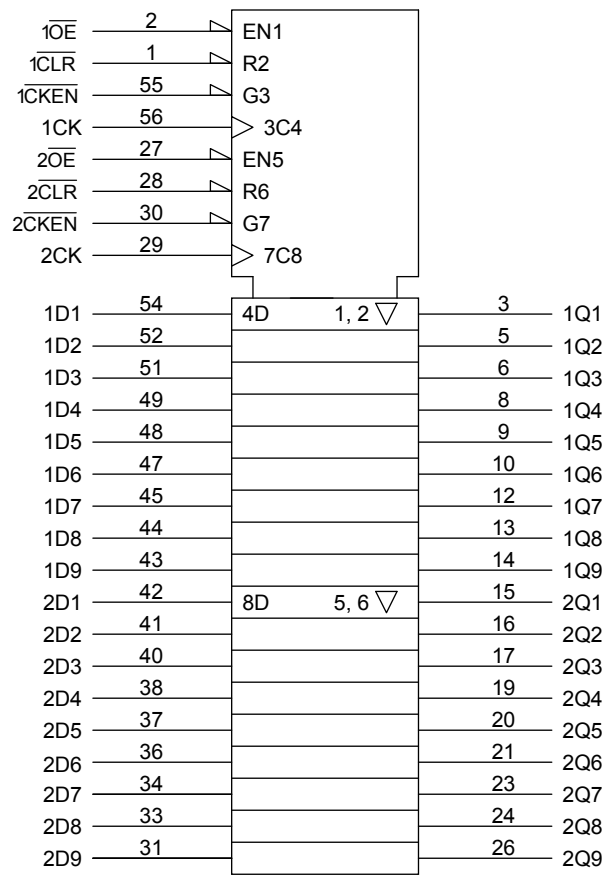 1OE 2 EN1
1CLR 1 R2
1CKEN 55 G3
1CK 56 3C4
2OE 27 EN5
2CLR 28 R6
2CKEN 30 G7
2CK 29 7C8
1D1 54 4D 1, 2 ▽ 3 1Q1
1D2 52 5 1Q2
1D3 51 6 1Q3
1D4 49 8 1Q4
1D5 48 9 1Q5
1D6 47 10 1Q6
1D7 45 12 1Q7
1D8 44 13 1Q8
1D9 43 14 1Q9
2D1 42 8D 5, 6 ▽ 15 2Q1
2D2 41 16 2Q2
2D3 40 17 2Q3
2D4 38 19 2Q4
2D5 37 20 2Q5
2D6 36 21 2Q6
2D7 34 23 2Q7
2D8 33 24 2Q8
2D9 31 26 2Q9